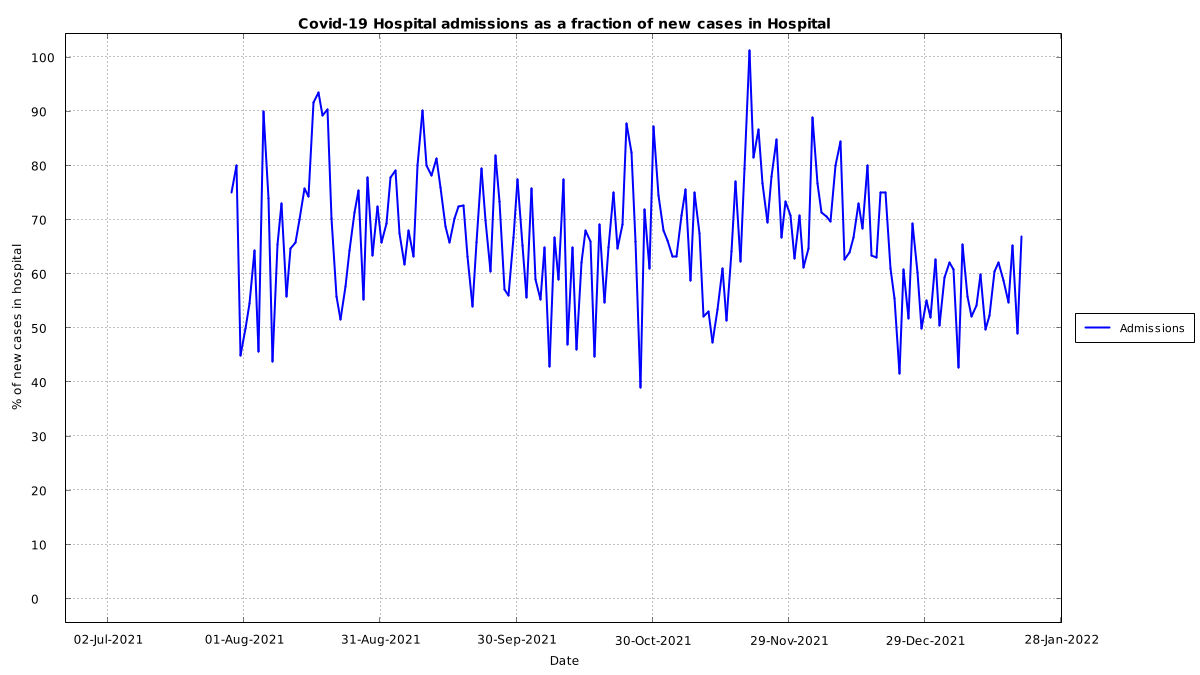 Covid-19 Hospital admissions as a fraction of new cases in Hospital
100
90
80
70
60
50
40
30
20
10
0
% of new cases in hospital
02-Jul-2021
01-Aug-2021
31-Aug-2021
30-Sep-2021
30-Oct-2021
29-Nov-2021
29-Dec-2021
28-Jan-2022
Date
Admissions